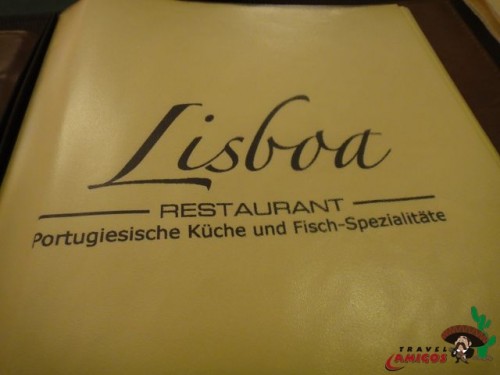 Lisboa
RESTAURANT
Portugiesische Küche und Fisch-Spezialitäte
TRAVEL
AMIGOS